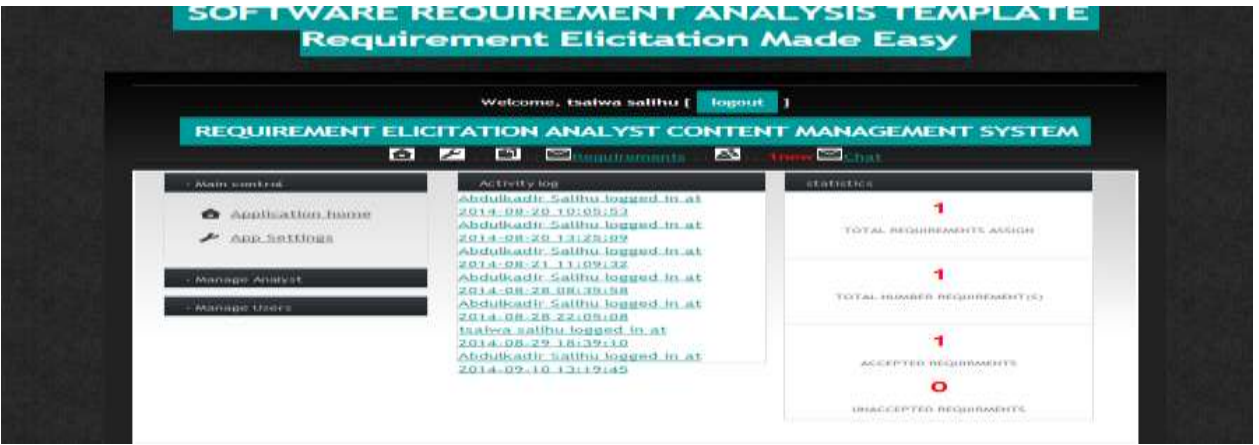 SOFTWARE REQUIREMENT ANALYSIS TEMPLATE
Requirement Elicitation Made Easy
Welcome, tsaiwa salihu [ logout ]
REQUIREMENT ELICITATION ANALYST CONTENT MANAGEMENT SYSTEM
Requirements 1new Chat
- Main control
Application home
App Settings
- Manage Analyst
- Manage Users
Activity log
Abdulkadir Salihu logged in at
2014-08-20 10:05:53
Abdulkadir Salihu logged in at
2014-08-20 13:25:09
Abdulkadir Salihu logged in at
2014-08-21 11:09:32
Abdulkadir Salihu logged in at
2014-08-28 08:35:58
Abdulkadir Salihu logged in at
2014-08-28 22:05:08
tsaiwa salihu logged in at
2014-08-29 18:39:10
Abdulkadir Salihu logged in at
2014-09-10 13:19:45
statistics
1
TOTAL REQUIREMENTS ASSIGN
1
TOTAL NUMBER REQUIREMENT(S)
1
ACCEPTED REQUIRMENTS
0
UNACCEPTED REQUIRMENTS